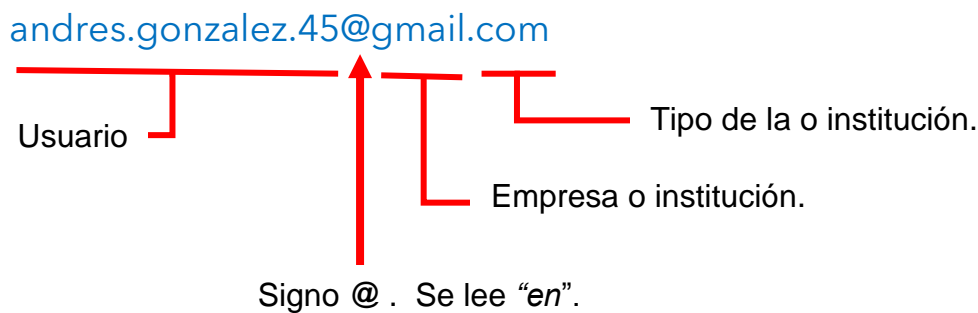 andres.gonzalez.45@gmail.com
Usuario
Tipo de la o institución.
Empresa o institución.
Signo @ . Se lee “en”.